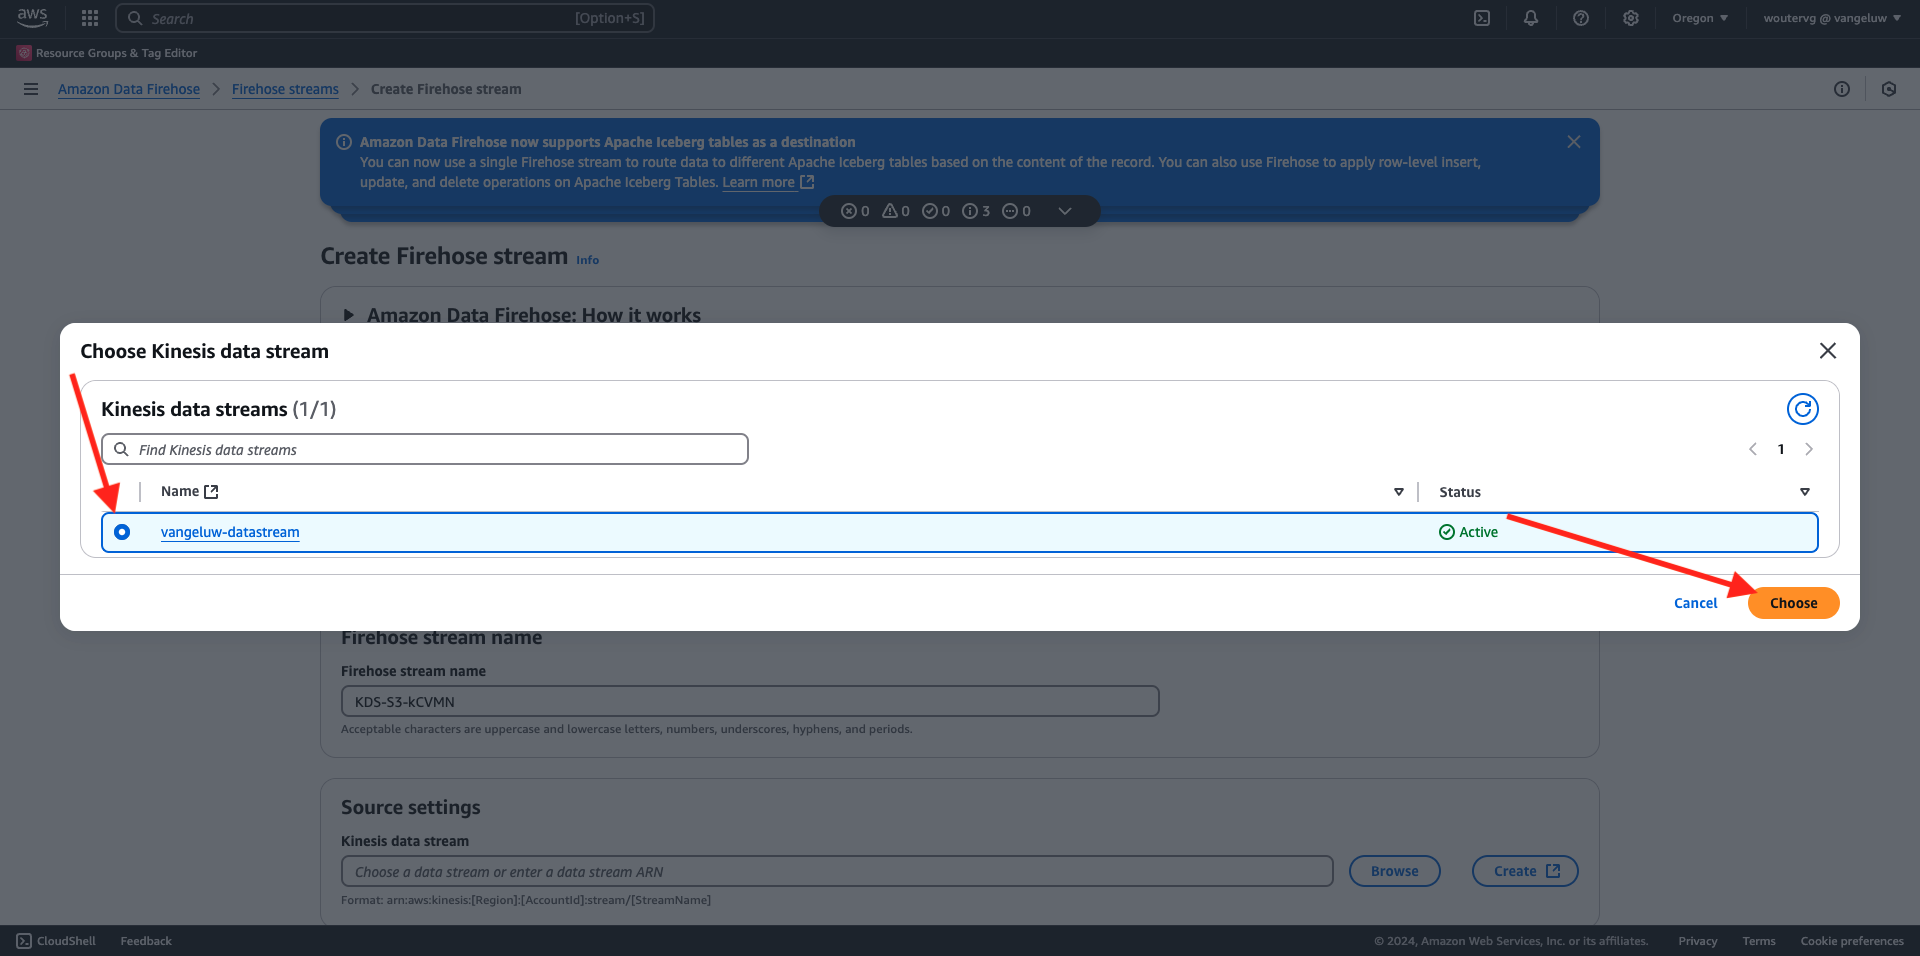 aws
Search
[Option+S]
Oregon
woutervg @ vangeluw
Resource Groups & Tag Editor
Amazon Data Firehose
Firehose streams
Create Firehose stream
Amazon Data Firehose now supports Apache Iceberg tables as a destination
You can now use a single Firehose stream to route data to different Apache Iceberg tables based on the content of the record. You can also use Firehose to apply row-level insert,
update, and delete operations on Apache Iceberg Tables. Learn more
0 0 0 3 0
Create Firehose stream Info
Amazon Data Firehose: How it works
Choose Kinesis data stream
Kinesis data streams (1/1)
Find Kinesis data streams
1
Name
Status
vangeluw-datastream
Active
Cancel
Choose
Firehose stream name
Firehose stream name
KDS-S3-kCVMN
Acceptable characters are uppercase and lowercase letters, numbers, underscores, hyphens, and periods.
Source settings
Kinesis data stream
Choose a data stream or enter a data stream ARN
Browse
Create
Format: arn:aws:kinesis:[Region]:[AccountId]:stream/[StreamName]
CloudShell
Feedback
© 2024, Amazon Web Services, Inc. or its affiliates.
Privacy
Terms
Cookie preferences